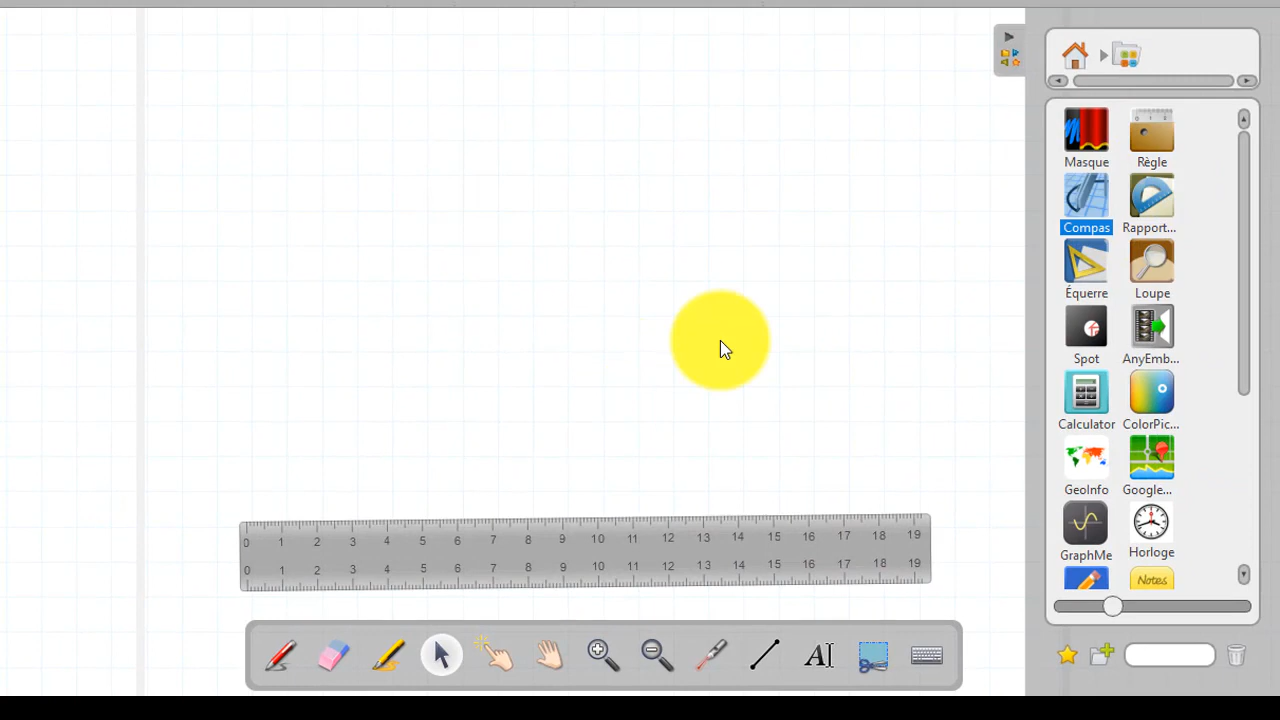 Masque Règle
Compas Rapport...
Équerre Loupe
Spot AnyEmb...
Calculator ColorPic...
GeoInfo Google...
GraphMe Horloge
Notes
0 1 2 3 4 5 6 7 8 9 10 11 12 13 14 15 16 17 18 19
0 1 2 3 4 5 6 7 8 9 10 11 12 13 14 15 16 17 18 19
A